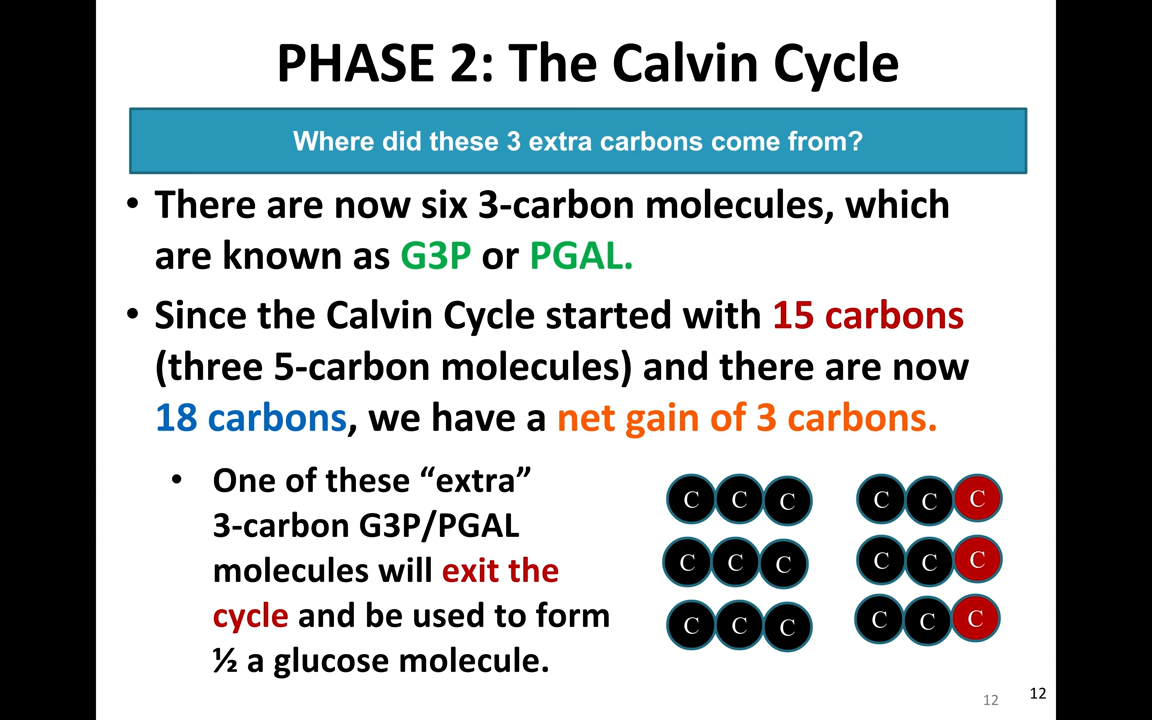 PHASE 2: The Calvin Cycle
Where did these 3 extra carbons come from?
• There are now six 3-carbon molecules, which
are known as G3P or PGAL.
• Since the Calvin Cycle started with 15 carbons
(three 5-carbon molecules) and there are now
18 carbons, we have a net gain of 3 carbons.
• One of these “extra”
3-carbon G3P/PGAL
molecules will exit the
cycle and be used to form
½ a glucose molecule.
C C C C C C
C C C C C C
C C C C C C
12 12